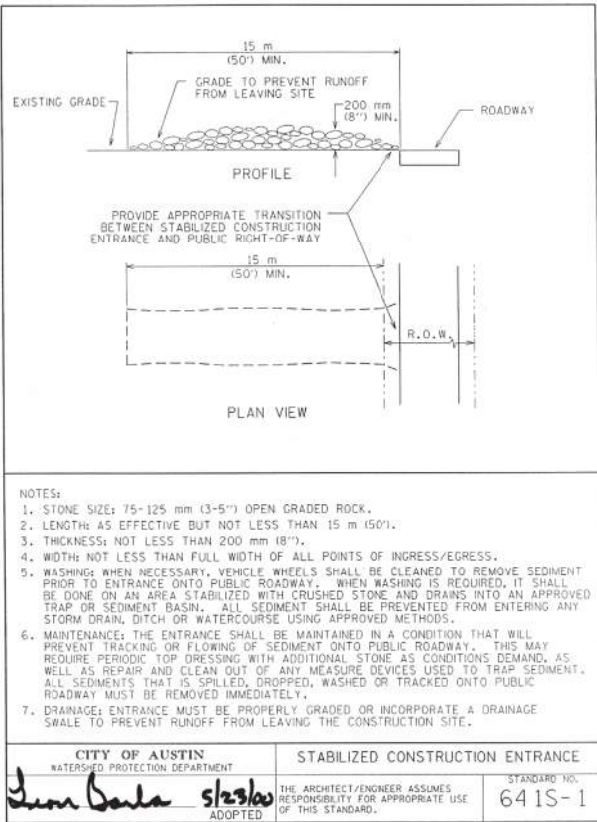 15 m
(50') MIN.
GRADE TO PREVENT RUNOFF
FROM LEAVING SITE
EXISTING GRADE
200 mm
(8") MIN.
ROADWAY
PROFILE
PROVIDE APPROPRIATE TRANSITION
BETWEEN STABILIZED CONSTRUCTION
ENTRANCE AND PUBLIC RIGHT-OF-WAY
15 m
(50') MIN.
R.O.W.
PLAN VIEW
NOTES:
1. STONE SIZE: 75-125 mm (3-5") OPEN GRADED ROCK.
2. LENGTH: AS EFFECTIVE BUT NOT LESS THAN 15 m (50').
3. THICKNESS: NOT LESS THAN 200 mm (8").
4. WIDTH: NOT LESS THAN FULL WIDTH OF ALL POINTS OF INGRESS/EGRESS.
5. WASHING: WHEN NECESSARY, VEHICLE WHEELS SHALL BE CLEANED TO REMOVE SEDIMENT
PRIOR TO ENTRANCE ONTO PUBLIC ROADWAY. WHEN WASHING IS REQUIRED, IT SHALL
BE DONE ON AN AREA STABILIZED WITH CRUSHED STONE AND DRAINS INTO AN APPROVED
TRAP OR SEDIMENT BASIN. ALL SEDIMENT SHALL BE PREVENTED FROM ENTERING ANY
STORM DRAIN, DITCH OR WATERCOURSE USING APPROVED METHODS.
6. MAINTENANCE: THE ENTRANCE SHALL BE MAINTAINED IN A CONDITION THAT WILL
PREVENT TRACKING OR FLOWING OF SEDIMENT ONTO PUBLIC ROADWAY. THIS MAY
REQUIRE PERIODIC TOP DRESSING WITH ADDITIONAL STONE AS CONDITIONS DEMAND, AS
WELL AS REPAIR AND CLEAN OUT OF ANY MEASURE DEVICES USED TO TRAP SEDIMENT.
ALL SEDIMENTS THAT IS SPILLED, DROPPED, WASHED OR TRACKED ONTO PUBLIC
ROADWAY MUST BE REMOVED IMMEDIATELY.
7. DRAINAGE: ENTRANCE MUST BE PROPERLY GRADED OR INCORPORATE A DRAINAGE
SWALE TO PREVENT RUNOFF FROM LEAVING THE CONSTRUCTION SITE.
CITY OF AUSTIN
WATERSHED PROTECTION DEPARTMENT
5/23/00
ADOPTED
STABILIZED CONSTRUCTION ENTRANCE
THE ARCHITECT/ENGINEER ASSUMES
RESPONSIBILITY FOR APPROPRIATE USE
OF THIS STANDARD.
STANDARD NO.
641S-1